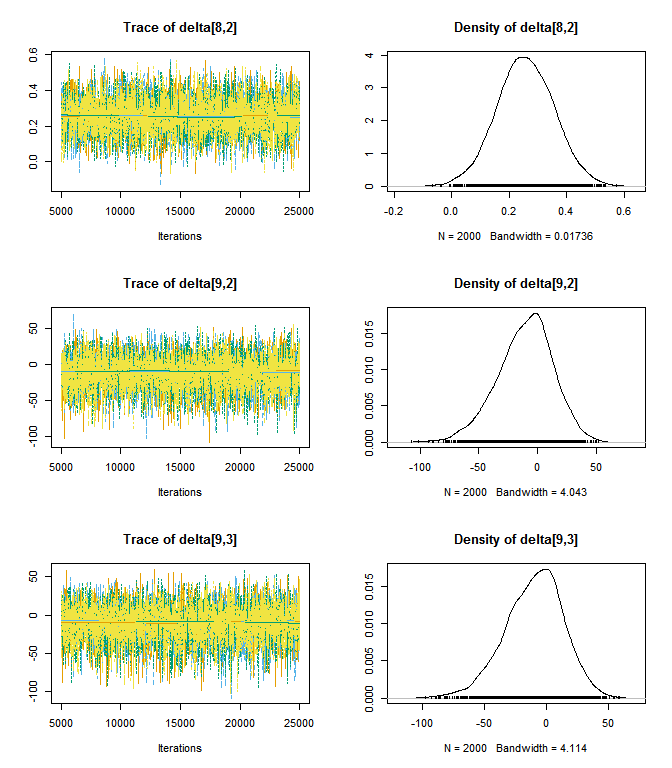 Trace of delta[8,2]
0.0 0.2 0.4 0.6
5000 10000 15000 20000 25000
Iterations
Density of delta[8,2]
0 1 2 3 4
-0.2 0.0 0.2 0.4 0.6
N = 2000 Bandwidth = 0.01736
Trace of delta[9,2]
-100 -50 0 50
5000 10000 15000 20000 25000
Iterations
Density of delta[9,2]
0.000 0.005 0.010 0.015
-100 -50 0 50
N = 2000 Bandwidth = 4.043
Trace of delta[9,3]
-100 -50 0 50
5000 10000 15000 20000 25000
Iterations
Density of delta[9,3]
0.000 0.005 0.010 0.015
-100 -50 0 50
N = 2000 Bandwidth = 4.114